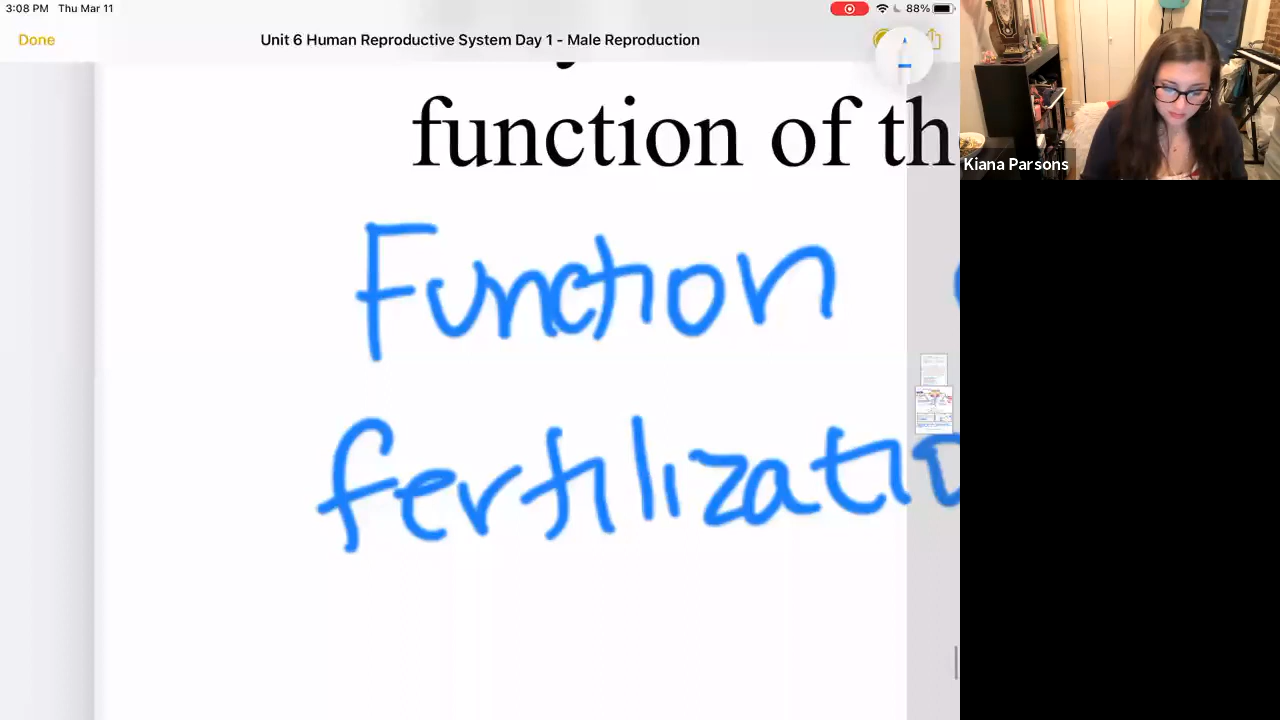 3:08 PM Thu Mar 11
88%
Done
Unit 6 Human Reproductive System Day 1 - Male Reproduction
function of th
Function
fertilizatio
Kiana Parsons